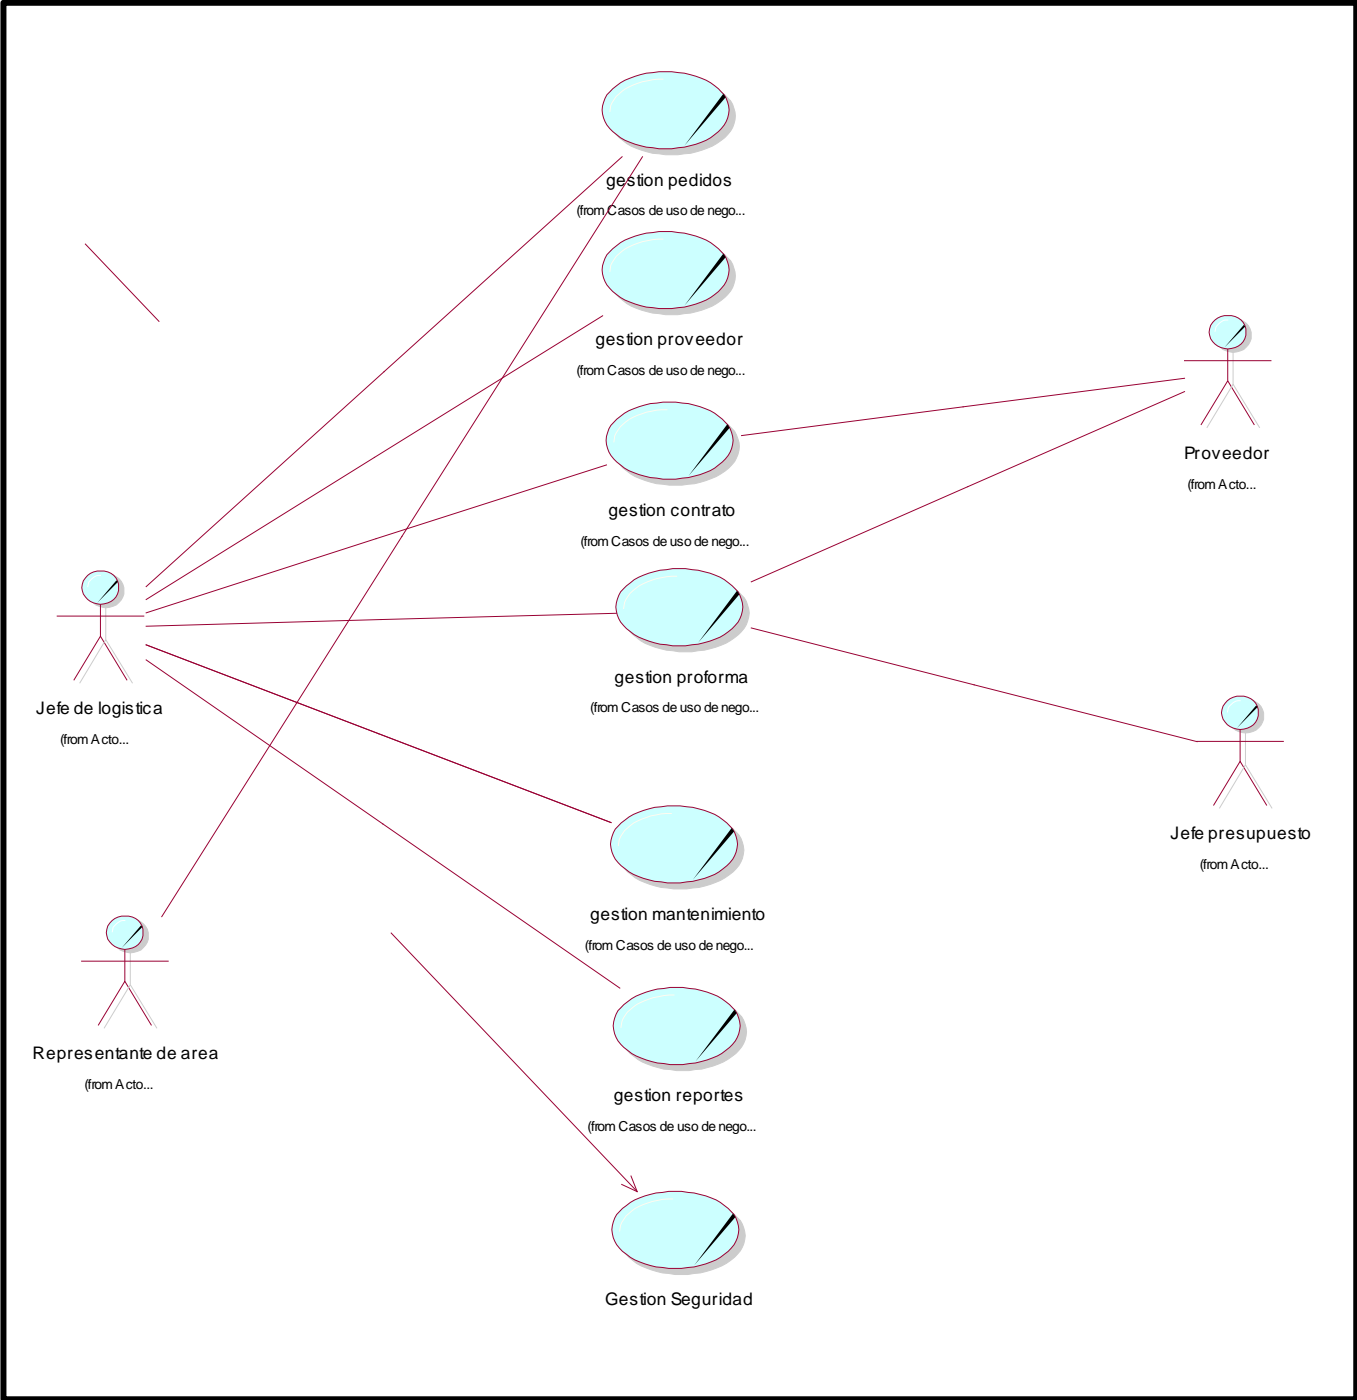 gestion pedidos
(from Casos de uso de nego...
gestion proveedor
(from Casos de uso de nego...
Proveedor
(from Acto...
gestion contrato
(from Casos de uso de nego...
gestion proforma
(from Casos de uso de nego...
Jefe de logistica
(from Acto...
Jefe presupuesto
(from Acto...
gestion mantenimiento
(from Casos de uso de nego...
Representante de area
(from Acto...
gestion reportes
(from Casos de uso de nego...
Gestion Seguridad